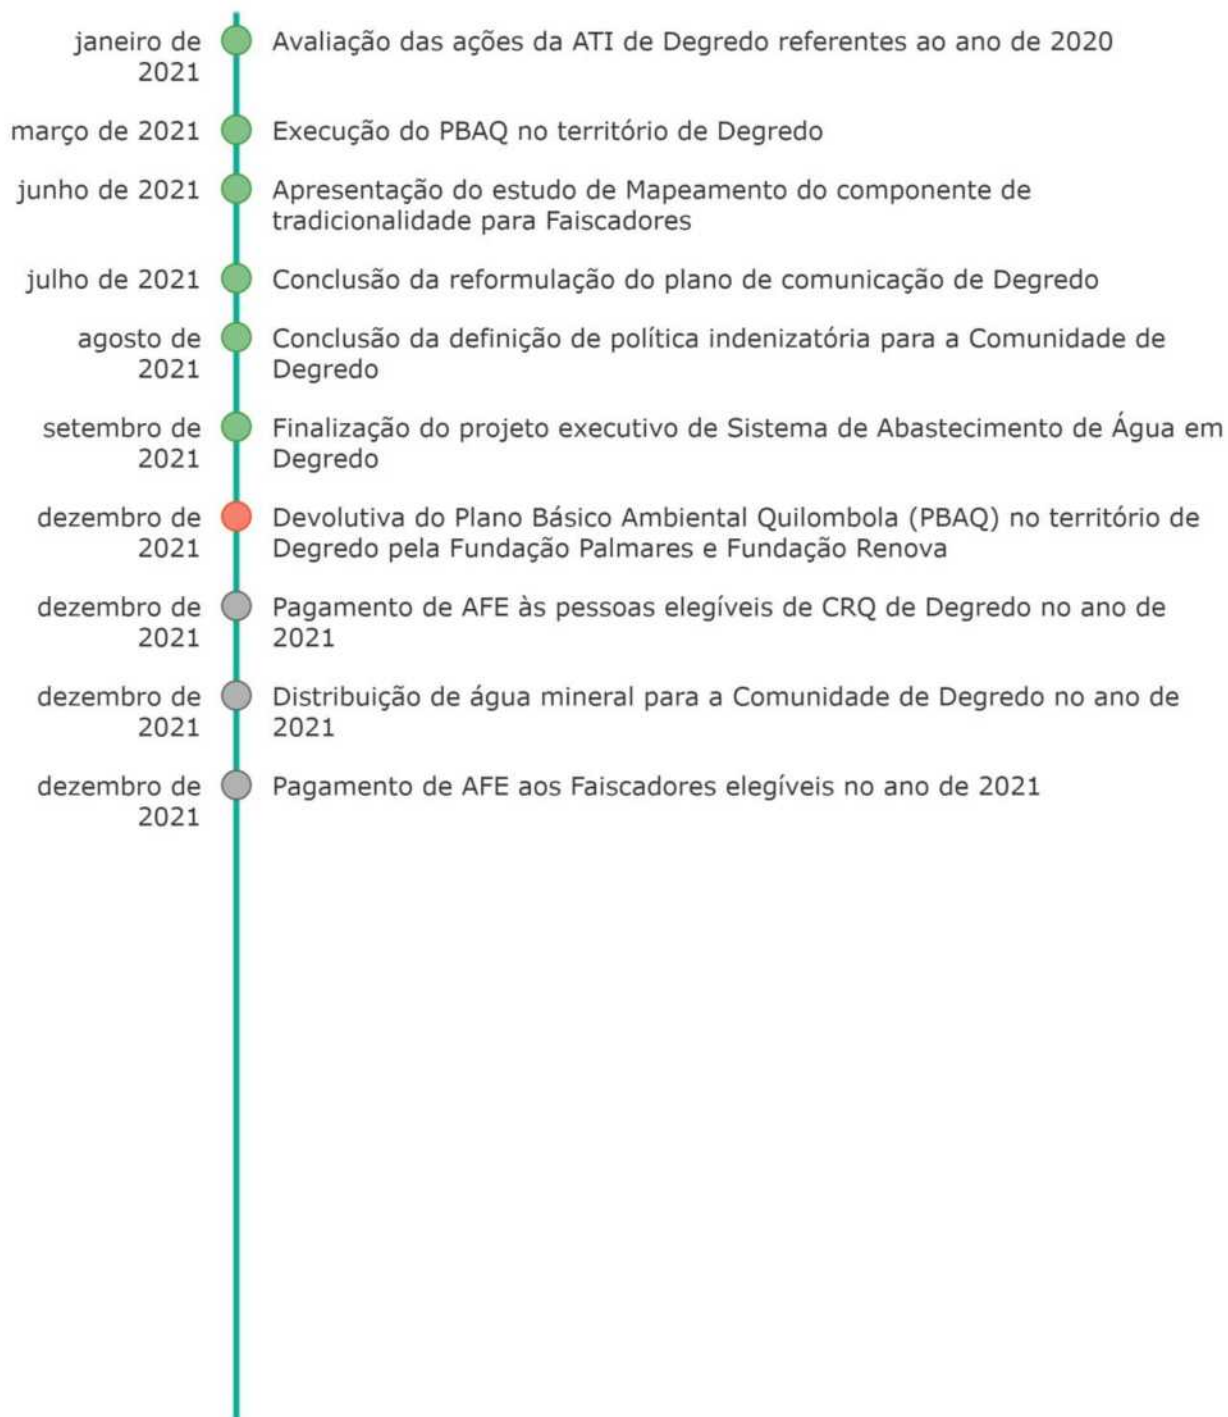 janeiro de
2021
Avaliação das ações da ATI de Degredo referentes ao ano de 2020
março de 2021
Execução do PBAQ no território de Degredo
junho de 2021
Apresentação do estudo de Mapeamento do componente de
tradicionalidade para Faiscadores
julho de 2021
Conclusão da reformulação do plano de comunicação de Degredo
agosto de
2021
Conclusão da definição de política indenizatória para a Comunidade de
Degredo
setembro de
2021
Finalização do projeto executivo de Sistema de Abastecimento de Água em
Degredo
dezembro de
2021
Devolutiva do Plano Básico Ambiental Quilombola (PBAQ) no território de
Degredo pela Fundação Palmares e Fundação Renova
dezembro de
2021
Pagamento de AFE às pessoas elegíveis de CRQ de Degredo no ano de
2021
dezembro de
2021
Distribuição de água mineral para a Comunidade de Degredo no ano de
2021
dezembro de
2021
Pagamento de AFE aos Faiscadores elegíveis no ano de 2021